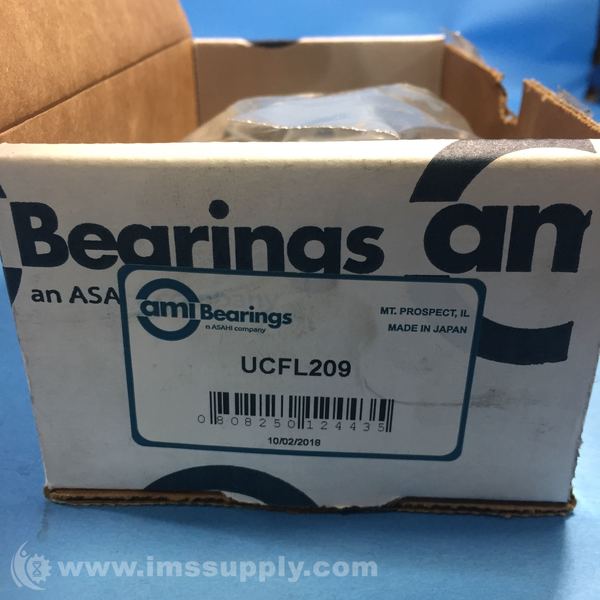 Bearings am
an ASA
ami Bearings
an ASAHI company
MT. PROSPECT, IL
MADE IN JAPAN
UCFL209
0 808250 124435
10/02/2018
www.imssupply.com